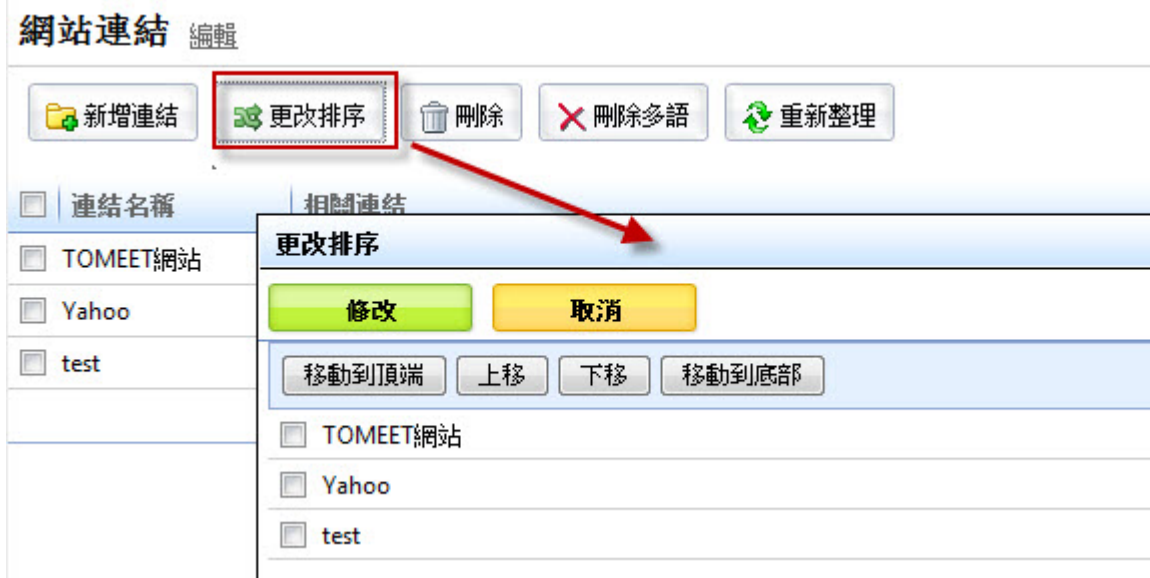 網站連結 編輯
新增連結 更改排序 刪除 刪除多語 重新整理
連結名稱 相關連結
TOMEET網站
Yahoo
test
更改排序
修改 取消
移動到頂端 上移 下移 移動到底部
TOMEET網站
Yahoo
test